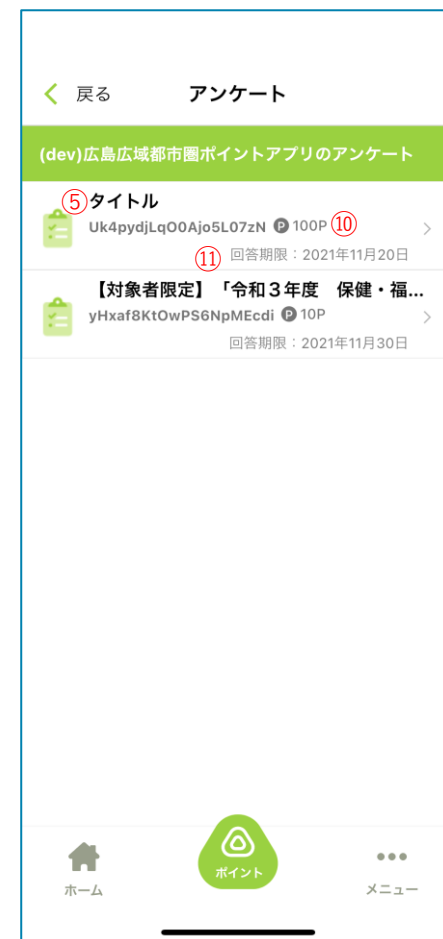 戻る アンケート
(dev)広島広域都市圏ポイントアプリのアンケート
⑤タイトル
Uk4pydjLqO0Ajo5L07zN P 100P ⑩
⑪ 回答期限：2021年11月20日
【対象者限定】「令和３年度　保健・福...
yHxaf8KtOwPS6NpMEcdi P 10P
回答期限：2021年11月30日
ポイント
ホーム メニュー